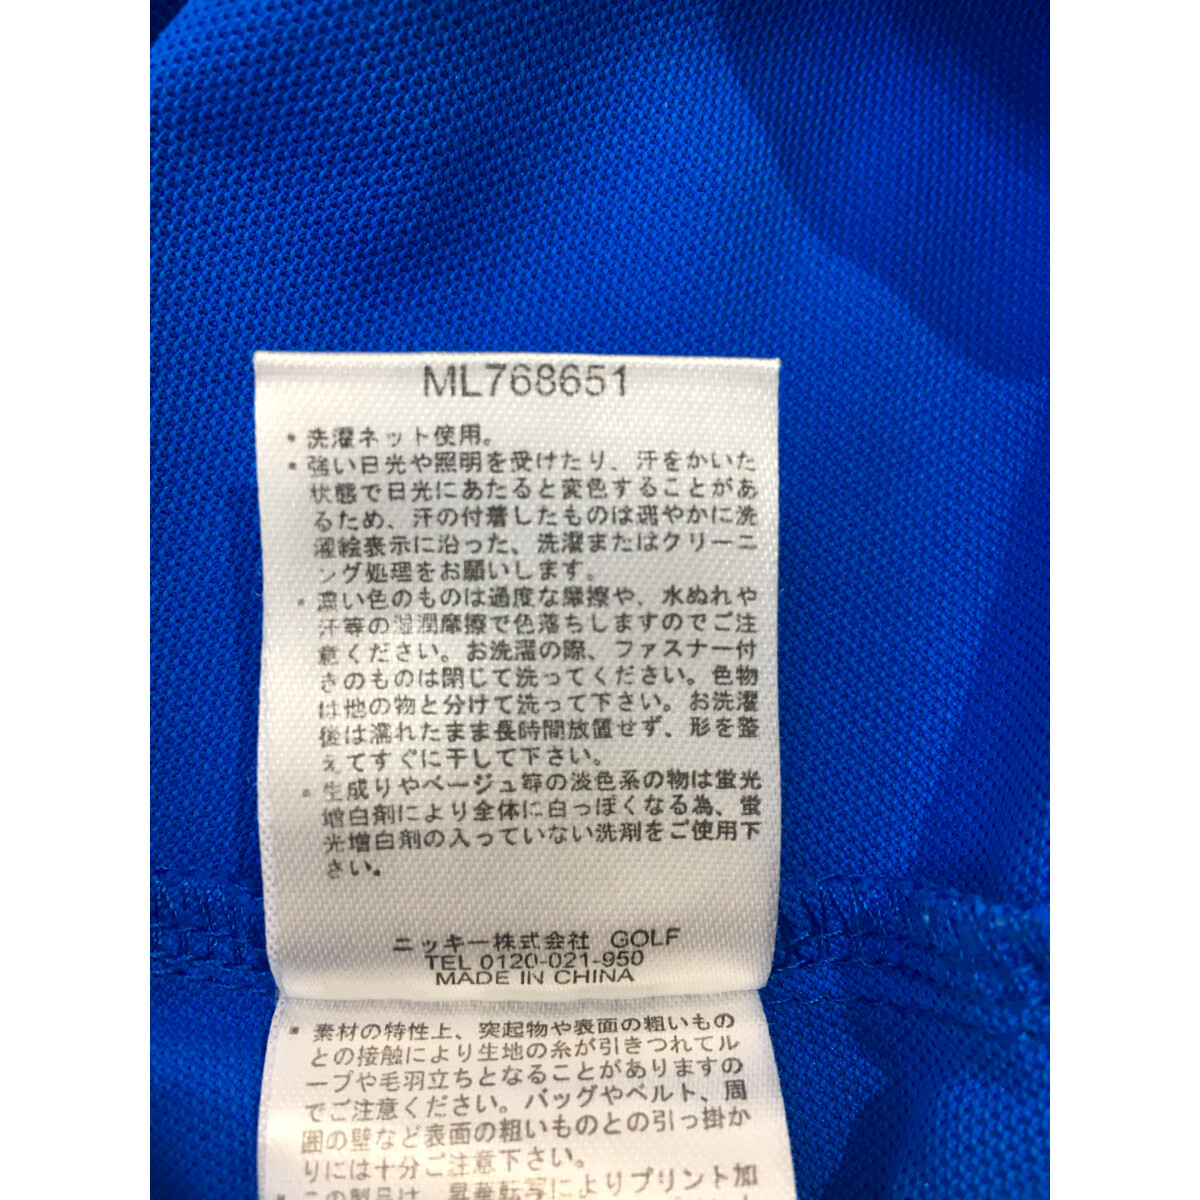 ML768651
・洗濯ネット使用。
・強い日光や照明を受けたり、汗をかいた
状態で日光にあたると変色することがあ
るため、汗の付着したものは速やかに洗
濯絵表示に沿った、洗濯またはクリーニ
ング処理をお願いします。
・濃い色のものは過度な摩擦や、水ぬれや
汗等の湿潤摩擦で色落ちしますのでご注
意ください。お洗濯の際、ファスナー付
きのものは閉じて洗ってください。色物
は他の物と分けて洗って下さい。お洗濯
後は濡れたまま長時間放置せず、形を整
えてすぐに干して下さい。
・生成りやベージュ等の淡色系の物は蛍光
増白剤により全体に白っぽくなる為、蛍
光増白剤の入っていない洗剤をご使用下
さい。
ニッキー株式会社 GOLF
TEL 0120-021-950
MADE IN CHINA
・素材の特性上、突起物や表面の粗いもの
との接触により生地の糸が引きつれてル
ープや毛羽立ちとなることがありますの
でご注意ください。バッグやベルト、周
囲の壁など表面の粗いものとの引っ掛か
りには十分ご注意下さい。
・この製品は、昇華転写によりプリント加